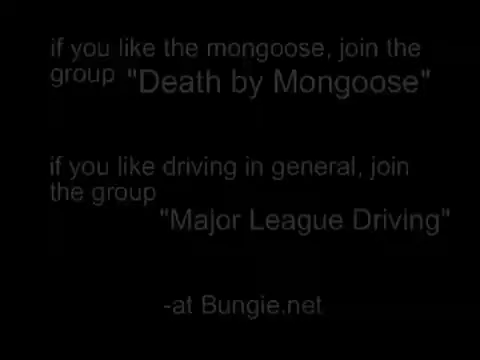 if you like the mongoose, join the
group "Death by Mongoose"
if you like driving in general, join
the group
"Major League Driving"
-at Bungie.net